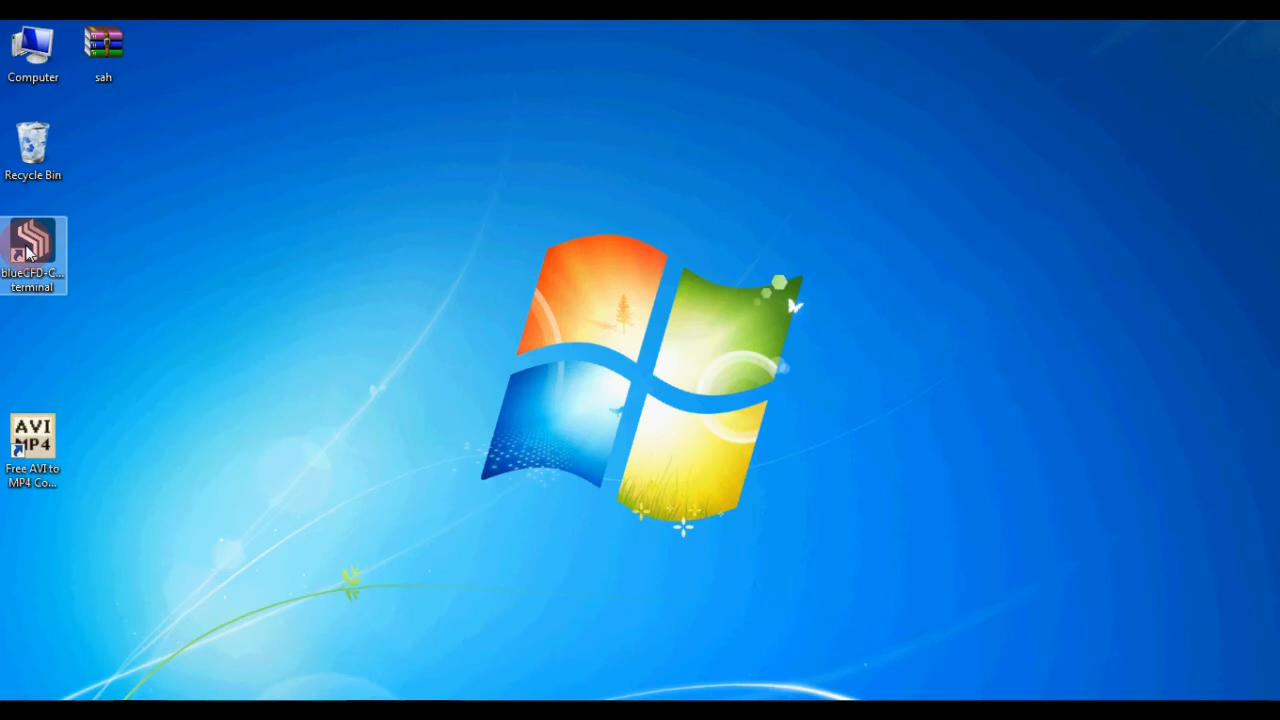 Computer
sah
Recycle Bin
blueCFD-C...
terminal
AVI
MP4
Free AVI to
MP4 Co...